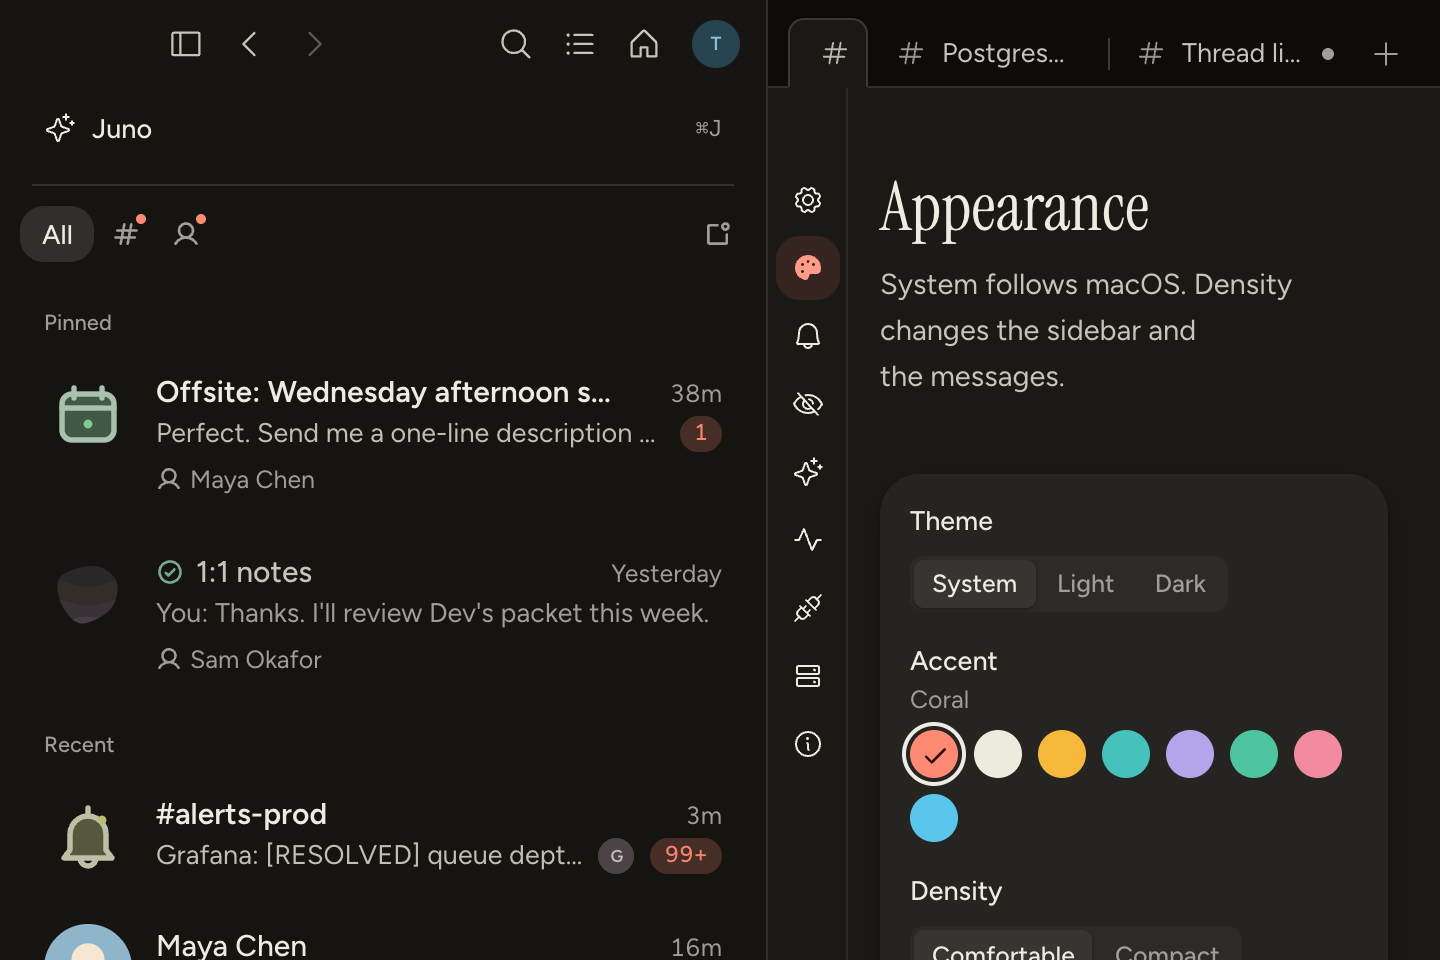 T
Juno
⌘J
All
Pinned
Offsite: Wednesday afternoon s...
38m
Perfect. Send me a one-line description ...
1
Maya Chen
1:1 notes
Yesterday
You: Thanks. I'll review Dev's packet this week.
Sam Okafor
Recent
#alerts-prod
3m
Grafana: [RESOLVED] queue dept...
G
99+
Maya Chen
16m
Postgres...
Thread li...
Appearance
System follows macOS. Density
changes the sidebar and
the messages.
Theme
System
Light
Dark
Accent
Coral
Density
Comfortable
Compact